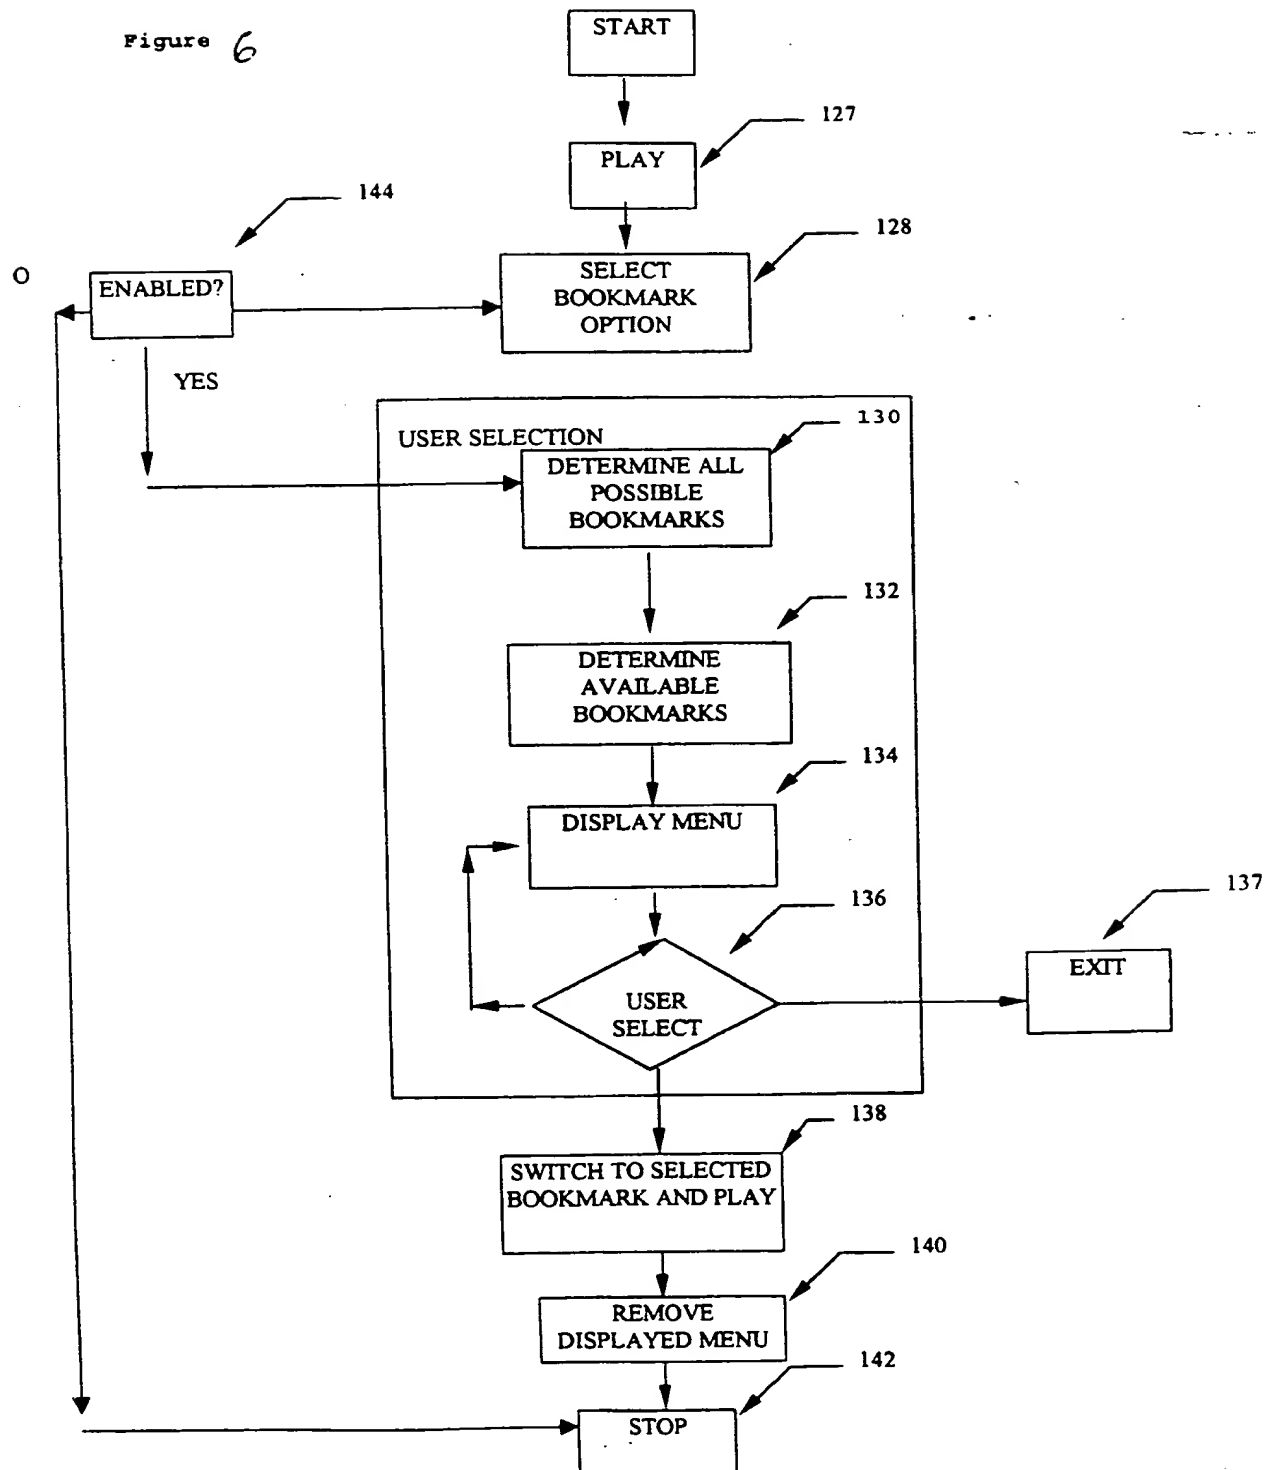 Figure 6
START
127
PLAY
144
128
O
ENABLED?
SELECT
BOOKMARK
OPTION
YES
130
USER SELECTION
DETERMINE ALL
POSSIBLE
BOOKMARKS
132
DETERMINE
AVAILABLE
BOOKMARKS
134
DISPLAY MENU
136
137
EXIT
USER
SELECT
138
SWITCH TO SELECTED
BOOKMARK AND PLAY
140
REMOVE
DISPLAYED MENU
142
STOP